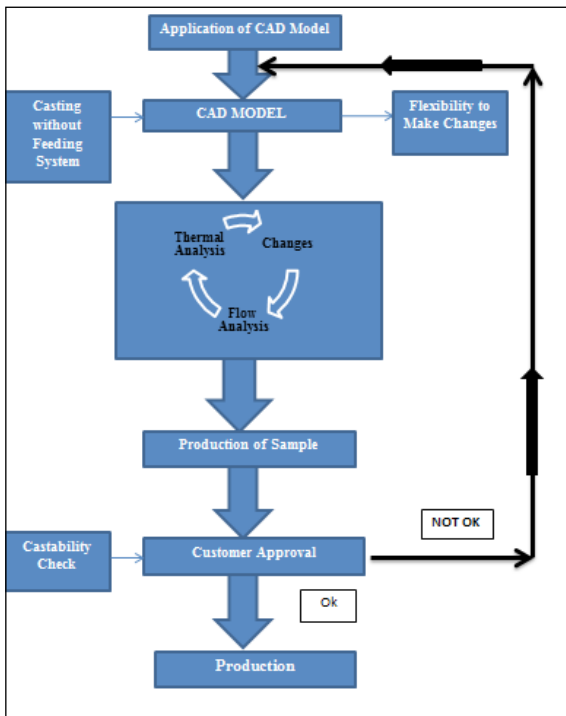 Application of CAD Model
Casting
without
Feeding
System
CAD MODEL
Flexibility to
Make Changes
Thermal
Analysis
Changes
Flow
Analysis
Production of Sample
NOT OK
Castability
Check
Customer Approval
Ok
Production